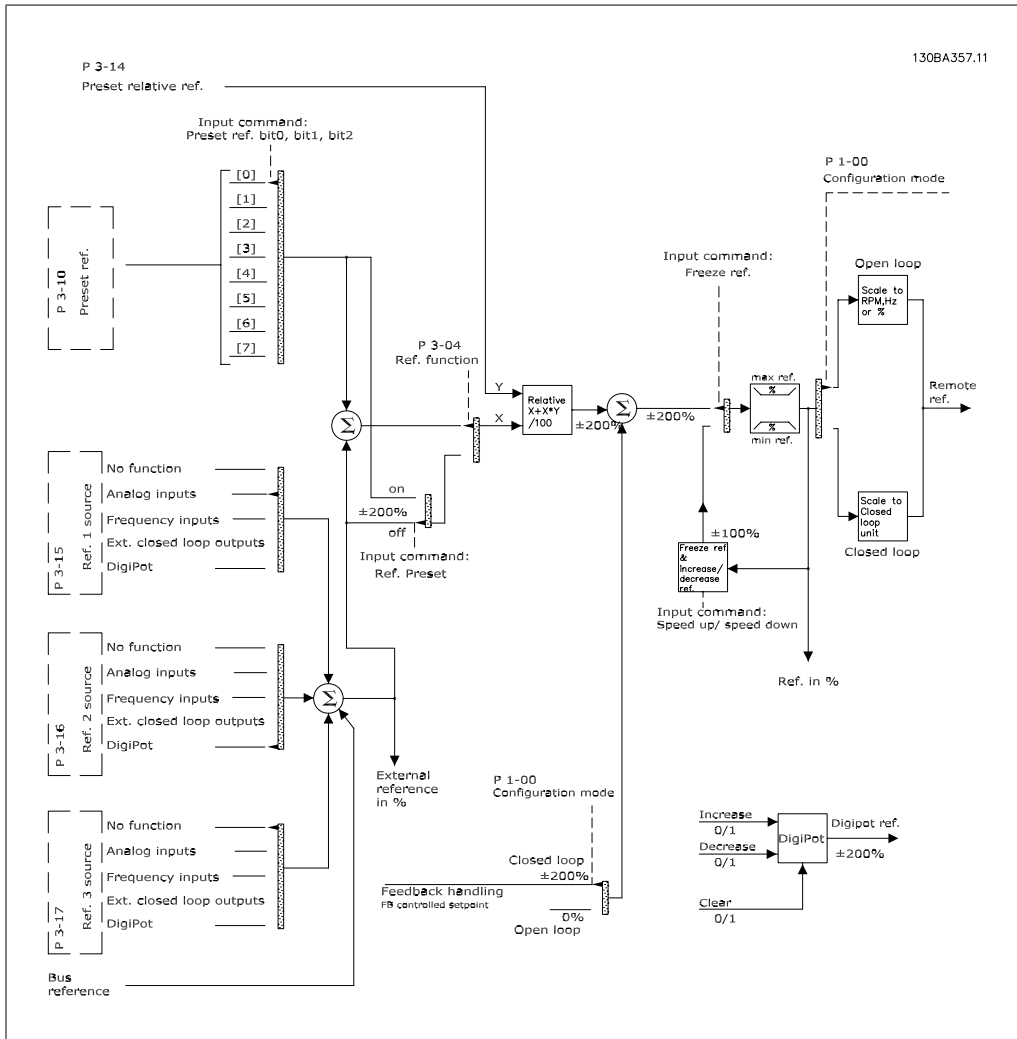 130BA357.11
P 3-14
Preset relative ref.
Input command:
Preset ref. bit0, bit1, bit2
[0]
[1]
[2]
[3]
[4]
[5]
[6]
[7]
P 3-10
Preset ref.
P 1-00
Configuration mode
Input command:
Freeze ref.
Open loop
Scale to
RPM,Hz
or %
P 3-04
Ref. function
Y
X
Relative
X+X*Y
/100
±200%
Σ
±200%
max ref.
%
%
min ref.
Remote
ref.
Σ
on
±200%
off
Input command:
Ref. Preset
±100%
Freeze ref.
&
increase/
decrease
ref.
Input command:
Speed up/ speed down
Scale to
Closed
loop
unit
Closed loop
Ref. in %
P 3-15
Ref. 1 source
No function
Analog inputs
Frequency inputs
Ext. closed loop outputs
DigiPot
P 3-16
Ref. 2 source
No function
Analog inputs
Frequency inputs
Ext. closed loop outputs
DigiPot
Σ
External
reference
in %
P 3-17
Ref. 3 source
No function
Analog inputs
Frequency inputs
Ext. closed loop outputs
DigiPot
Bus
reference
P 1-00
Configuration mode
Closed loop
±200%
Feedback handling
FB controlled setpoint
0%
Open loop
Increase
0/1
Decrease
0/1
Clear
0/1
DigiPot
Digipot ref.
±200%